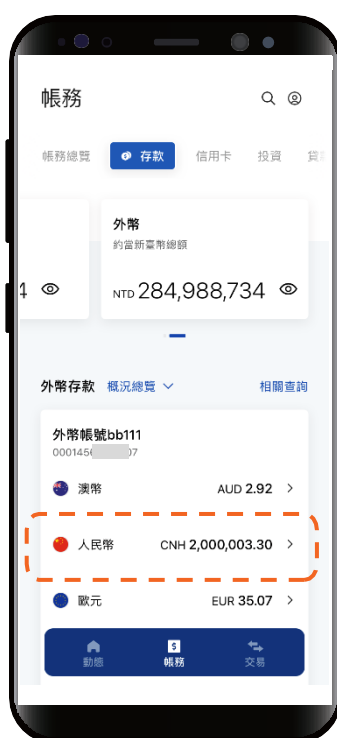 帳務
帳務總覽 存款 信用卡 投資
外幣
約當新臺幣總額
4 NTD 284,988,734
外幣存款 概況總覽 相關查詢
外幣帳號bb111
000145 07
澳幣 AUD 2.92
人民幣 CNH 2,000,003.30
歐元 EUR 35.07
動態 帳務 交易